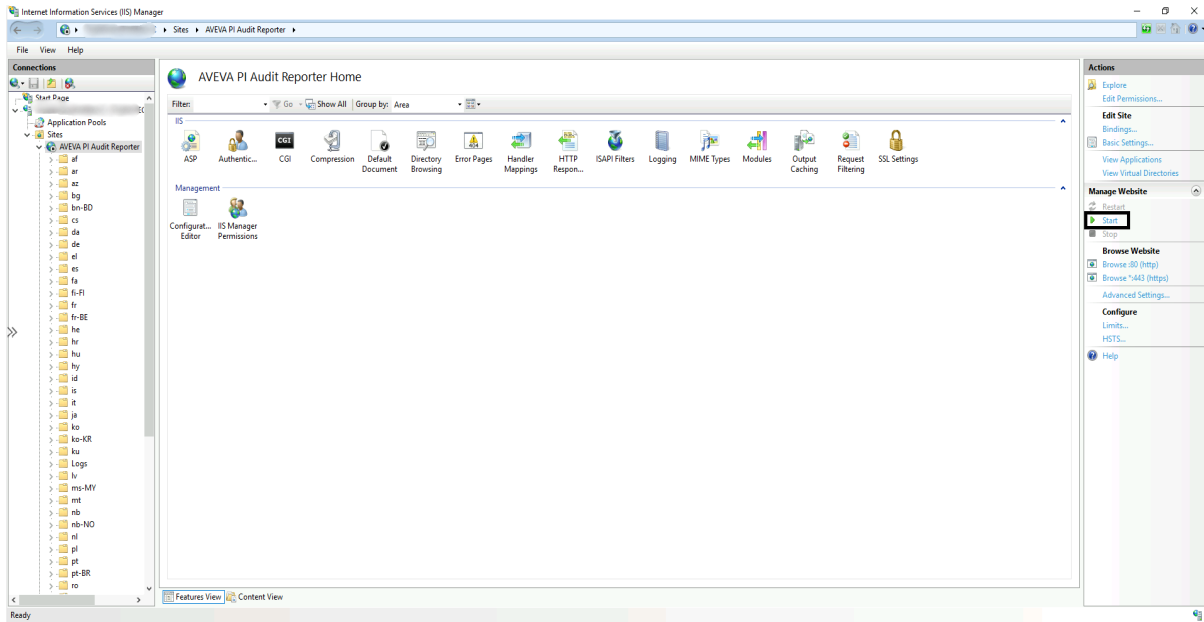 Internet Information Services (IIS) Manager
Sites
AVEVA PI Audit Reporter
File View Help
Connections
Start Page
Application Pools
Sites
AVEVA PI Audit Reporter
af
ar
az
bg
bn-BD
cs
da
de
el
es
fa
fi-FI
fr
fr-BE
he
hr
hu
hy
id
is
it
ja
ko
ko-KR
ku
Logs
lv
ms-MY
mt
nb
nb-NO
nl
pl
pt
pt-BR
ro
AVEVA PI Audit Reporter Home
Filter: Go Show All Group by: Area
IIS
ASP
Authentic...
CGI
CGI
Compression
Default
Document
Directory
Browsing
404
Error Pages
Handler
Mappings
HTTP
Respon...
ISAPI Filters
Logging
MIME Types
Modules
Output
Caching
Request
Filtering
SSL Settings
Management
Configurat...
Editor
IIS Manager
Permissions
Features View Content View
Actions
Explore
Edit Permissions...
Edit Site
Bindings...
Basic Settings...
View Applications
View Virtual Directories
Manage Website
Restart
Start
Stop
Browse Website
Browse :80 (http)
Browse *:443 (https)
Advanced Settings...
Configure
Limits...
HSTS...
Help
Ready